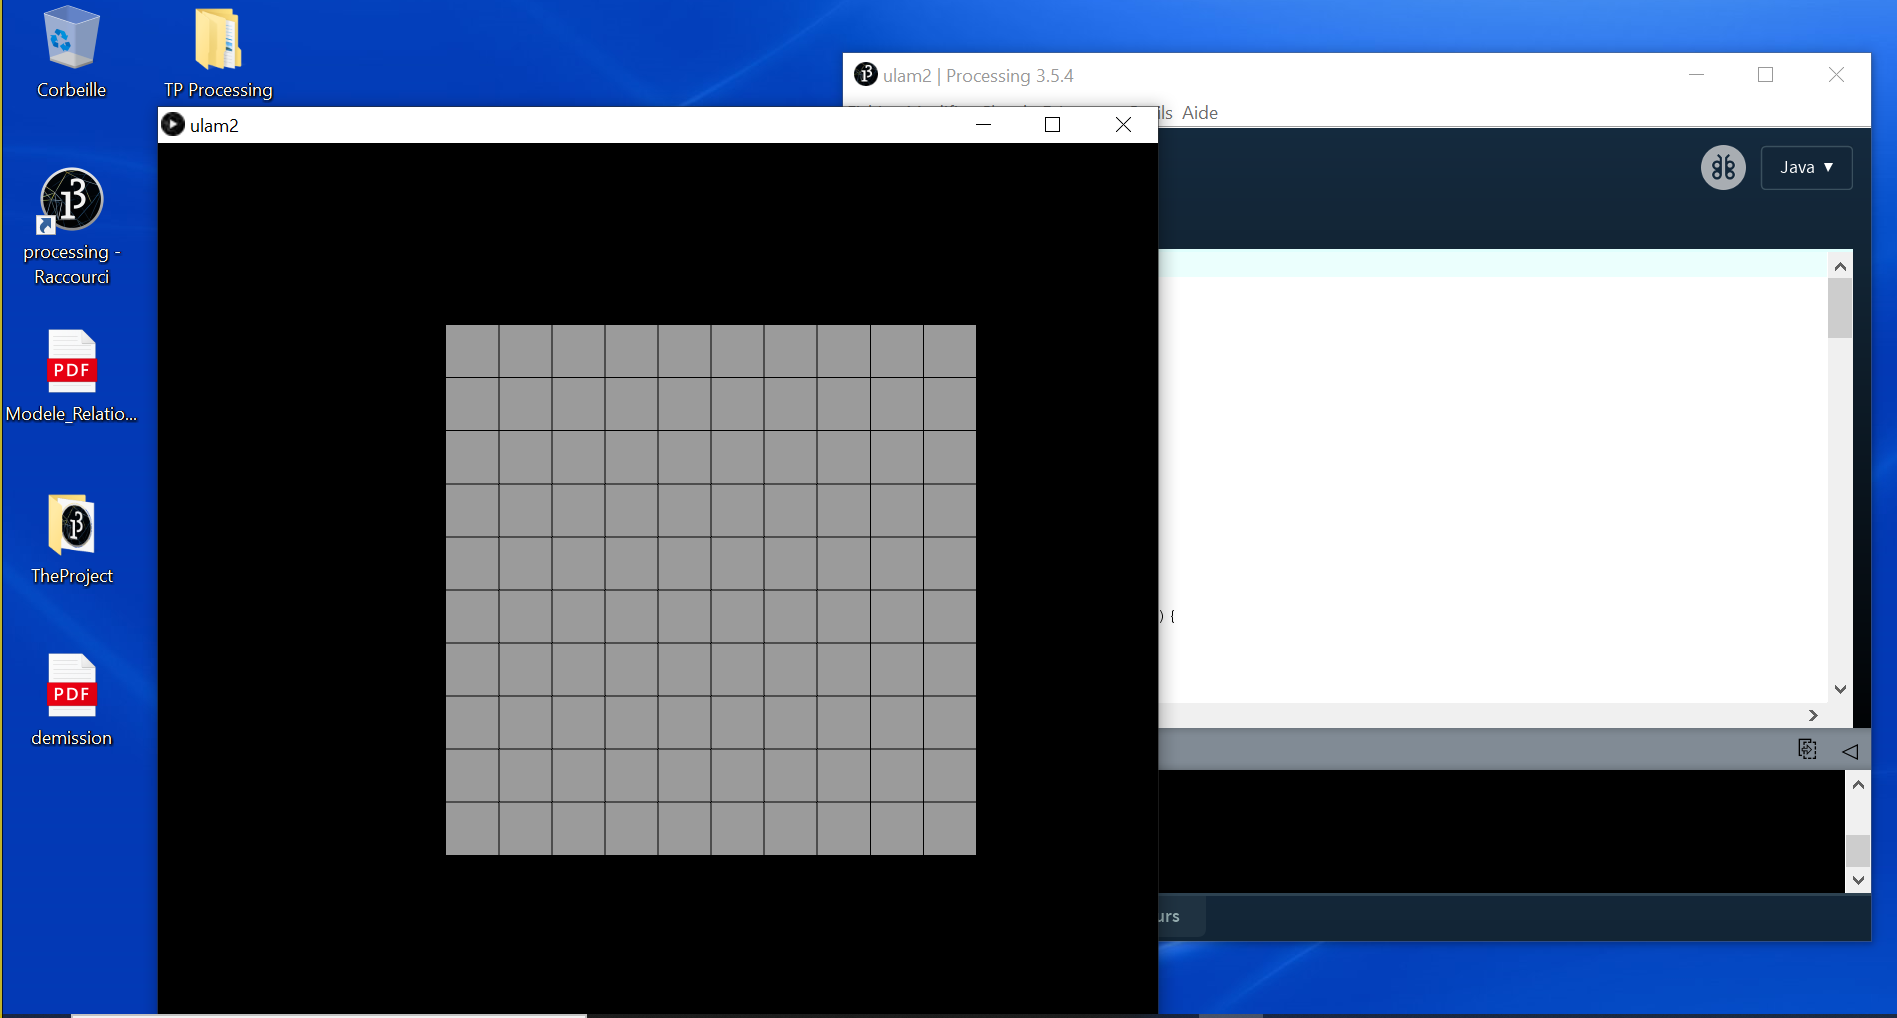 Corbeille
TP Processing
ulam2 | Processing 3.5.4
ils Aide
ulam2
Java ▼
processing -
Raccourci
PDF
Modele_Relatio...
TheProject
) {
PDF
demission
urs